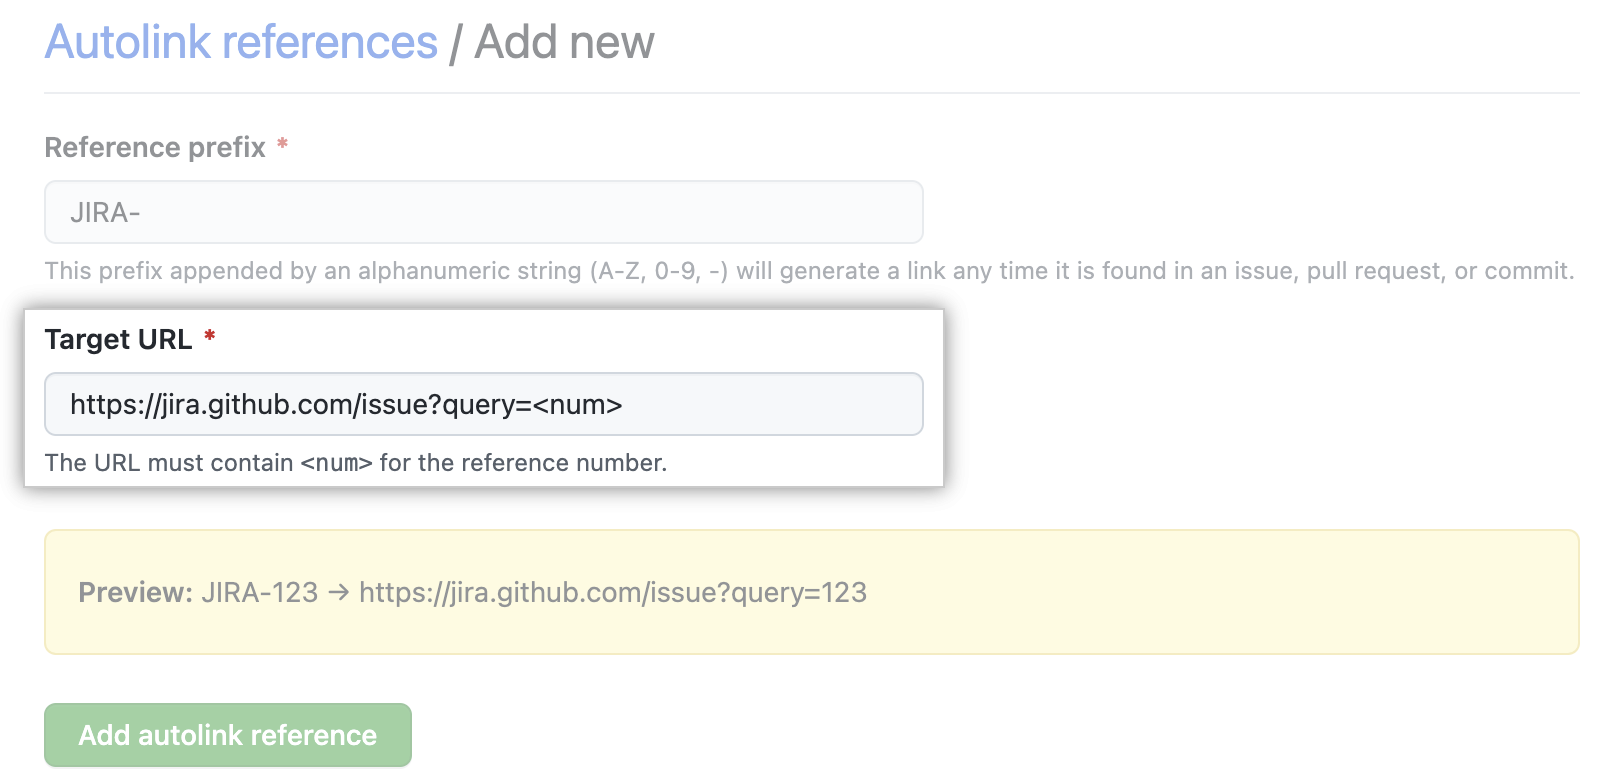 Autolink references / Add new
Reference prefix *
JIRA-
This prefix appended by an alphanumeric string (A-Z, 0-9, -) will generate a link any time it is found in an issue, pull request, or commit.
Target URL *
https://jira.github.com/issue?query=<num>
The URL must contain <num> for the reference number.
Preview: JIRA-123 → https://jira.github.com/issue?query=123
Add autolink reference